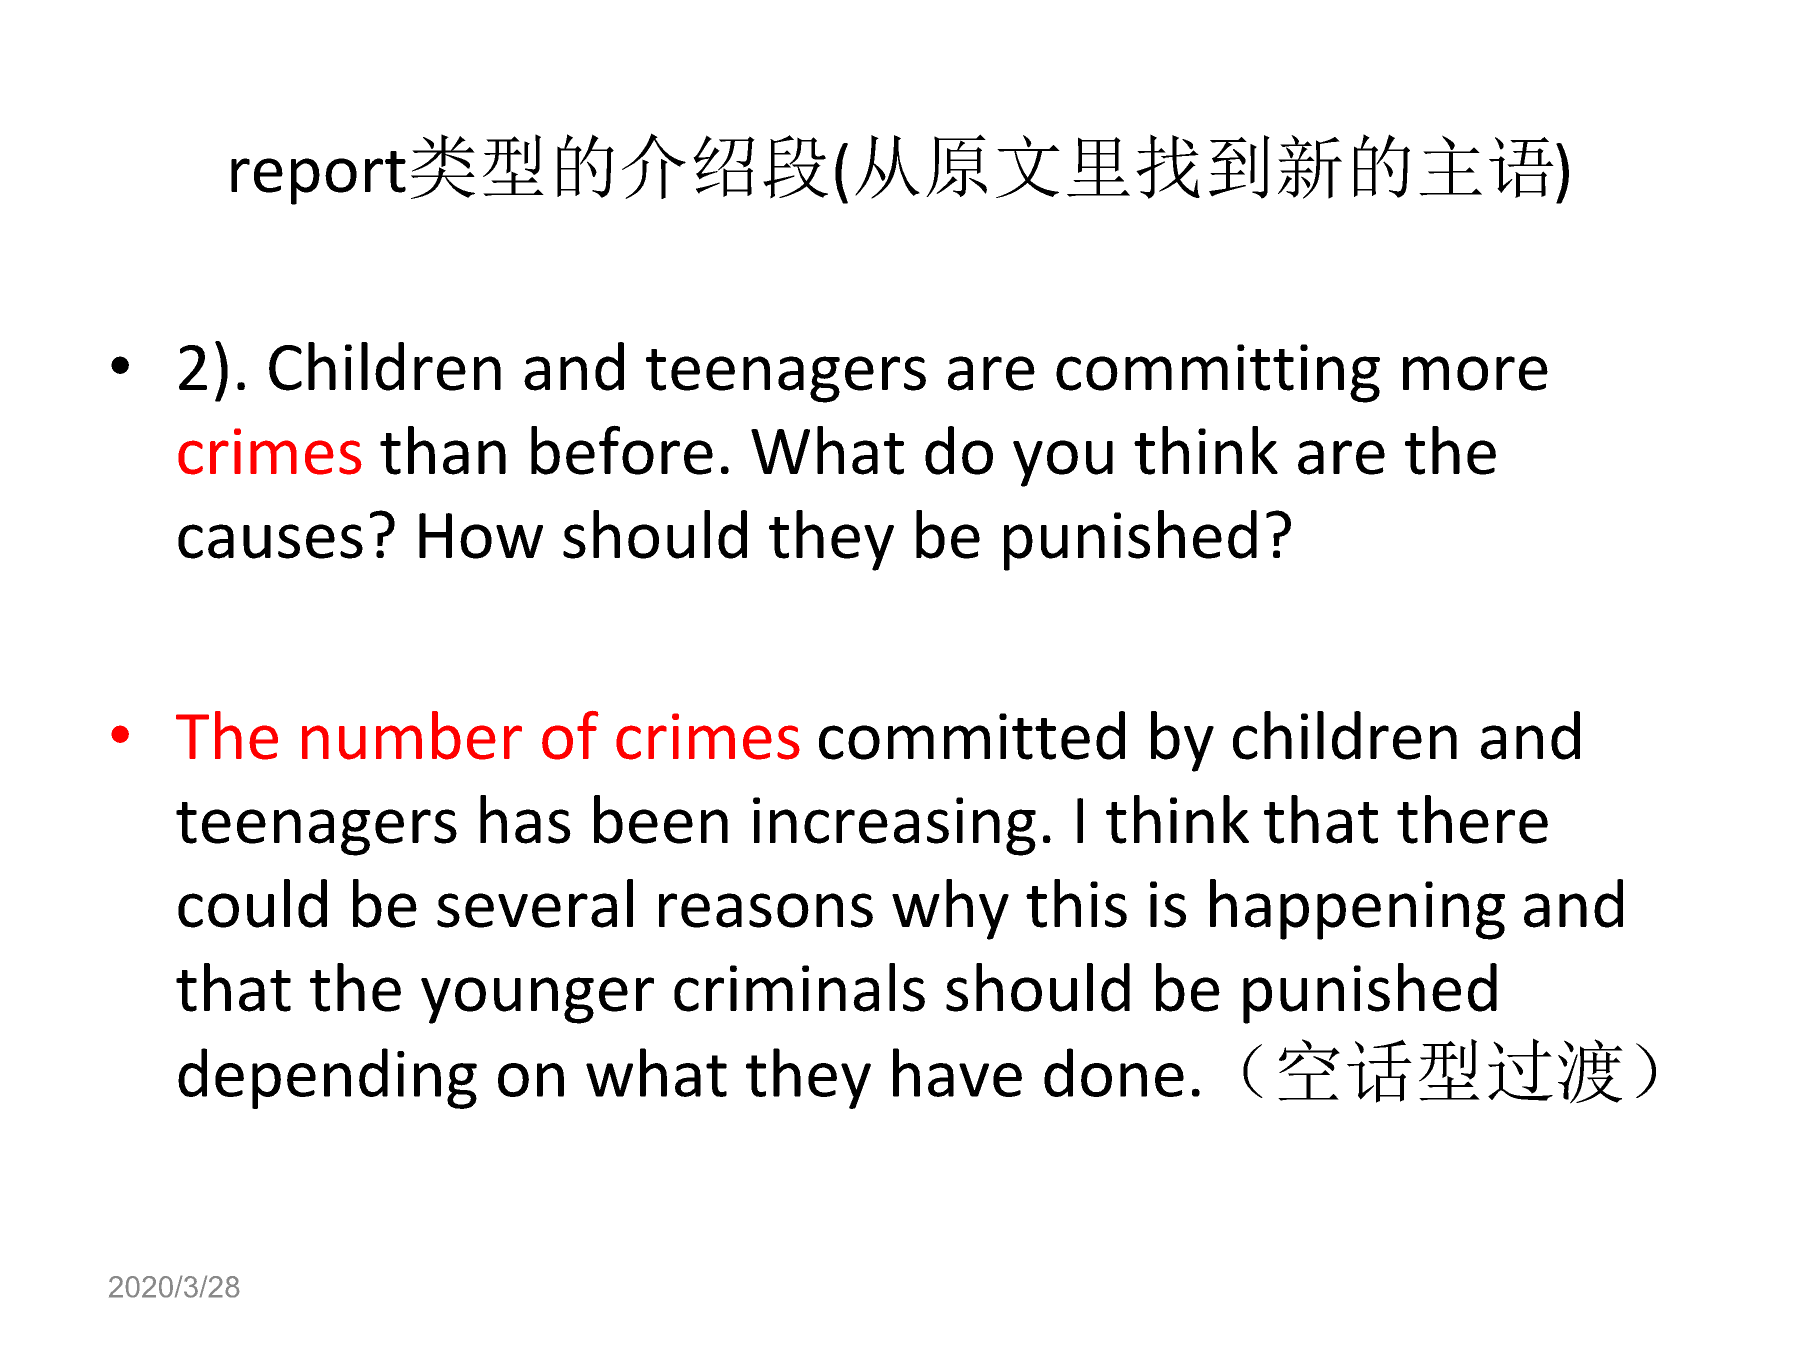 report类型的介绍段(从原文里找到新的主语)
• 2). Children and teenagers are committing more
crimes than before. What do you think are the
causes? How should they be punished?
• The number of crimes committed by children and
teenagers has been increasing. I think that there
could be several reasons why this is happening and
that the younger criminals should be punished
depending on what they have done.（空话型过渡）
2020/3/28